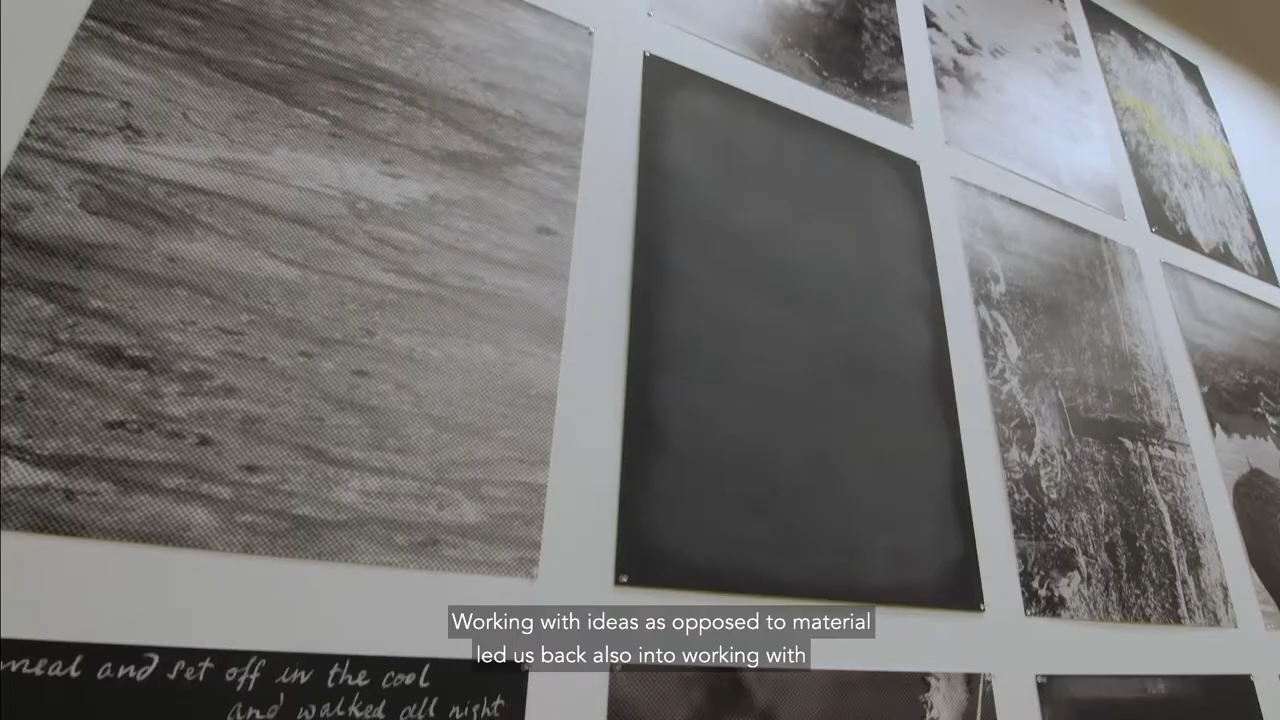 Working with ideas as opposed to material
led us back also into working with
meal and set off in the cool
and walked all night